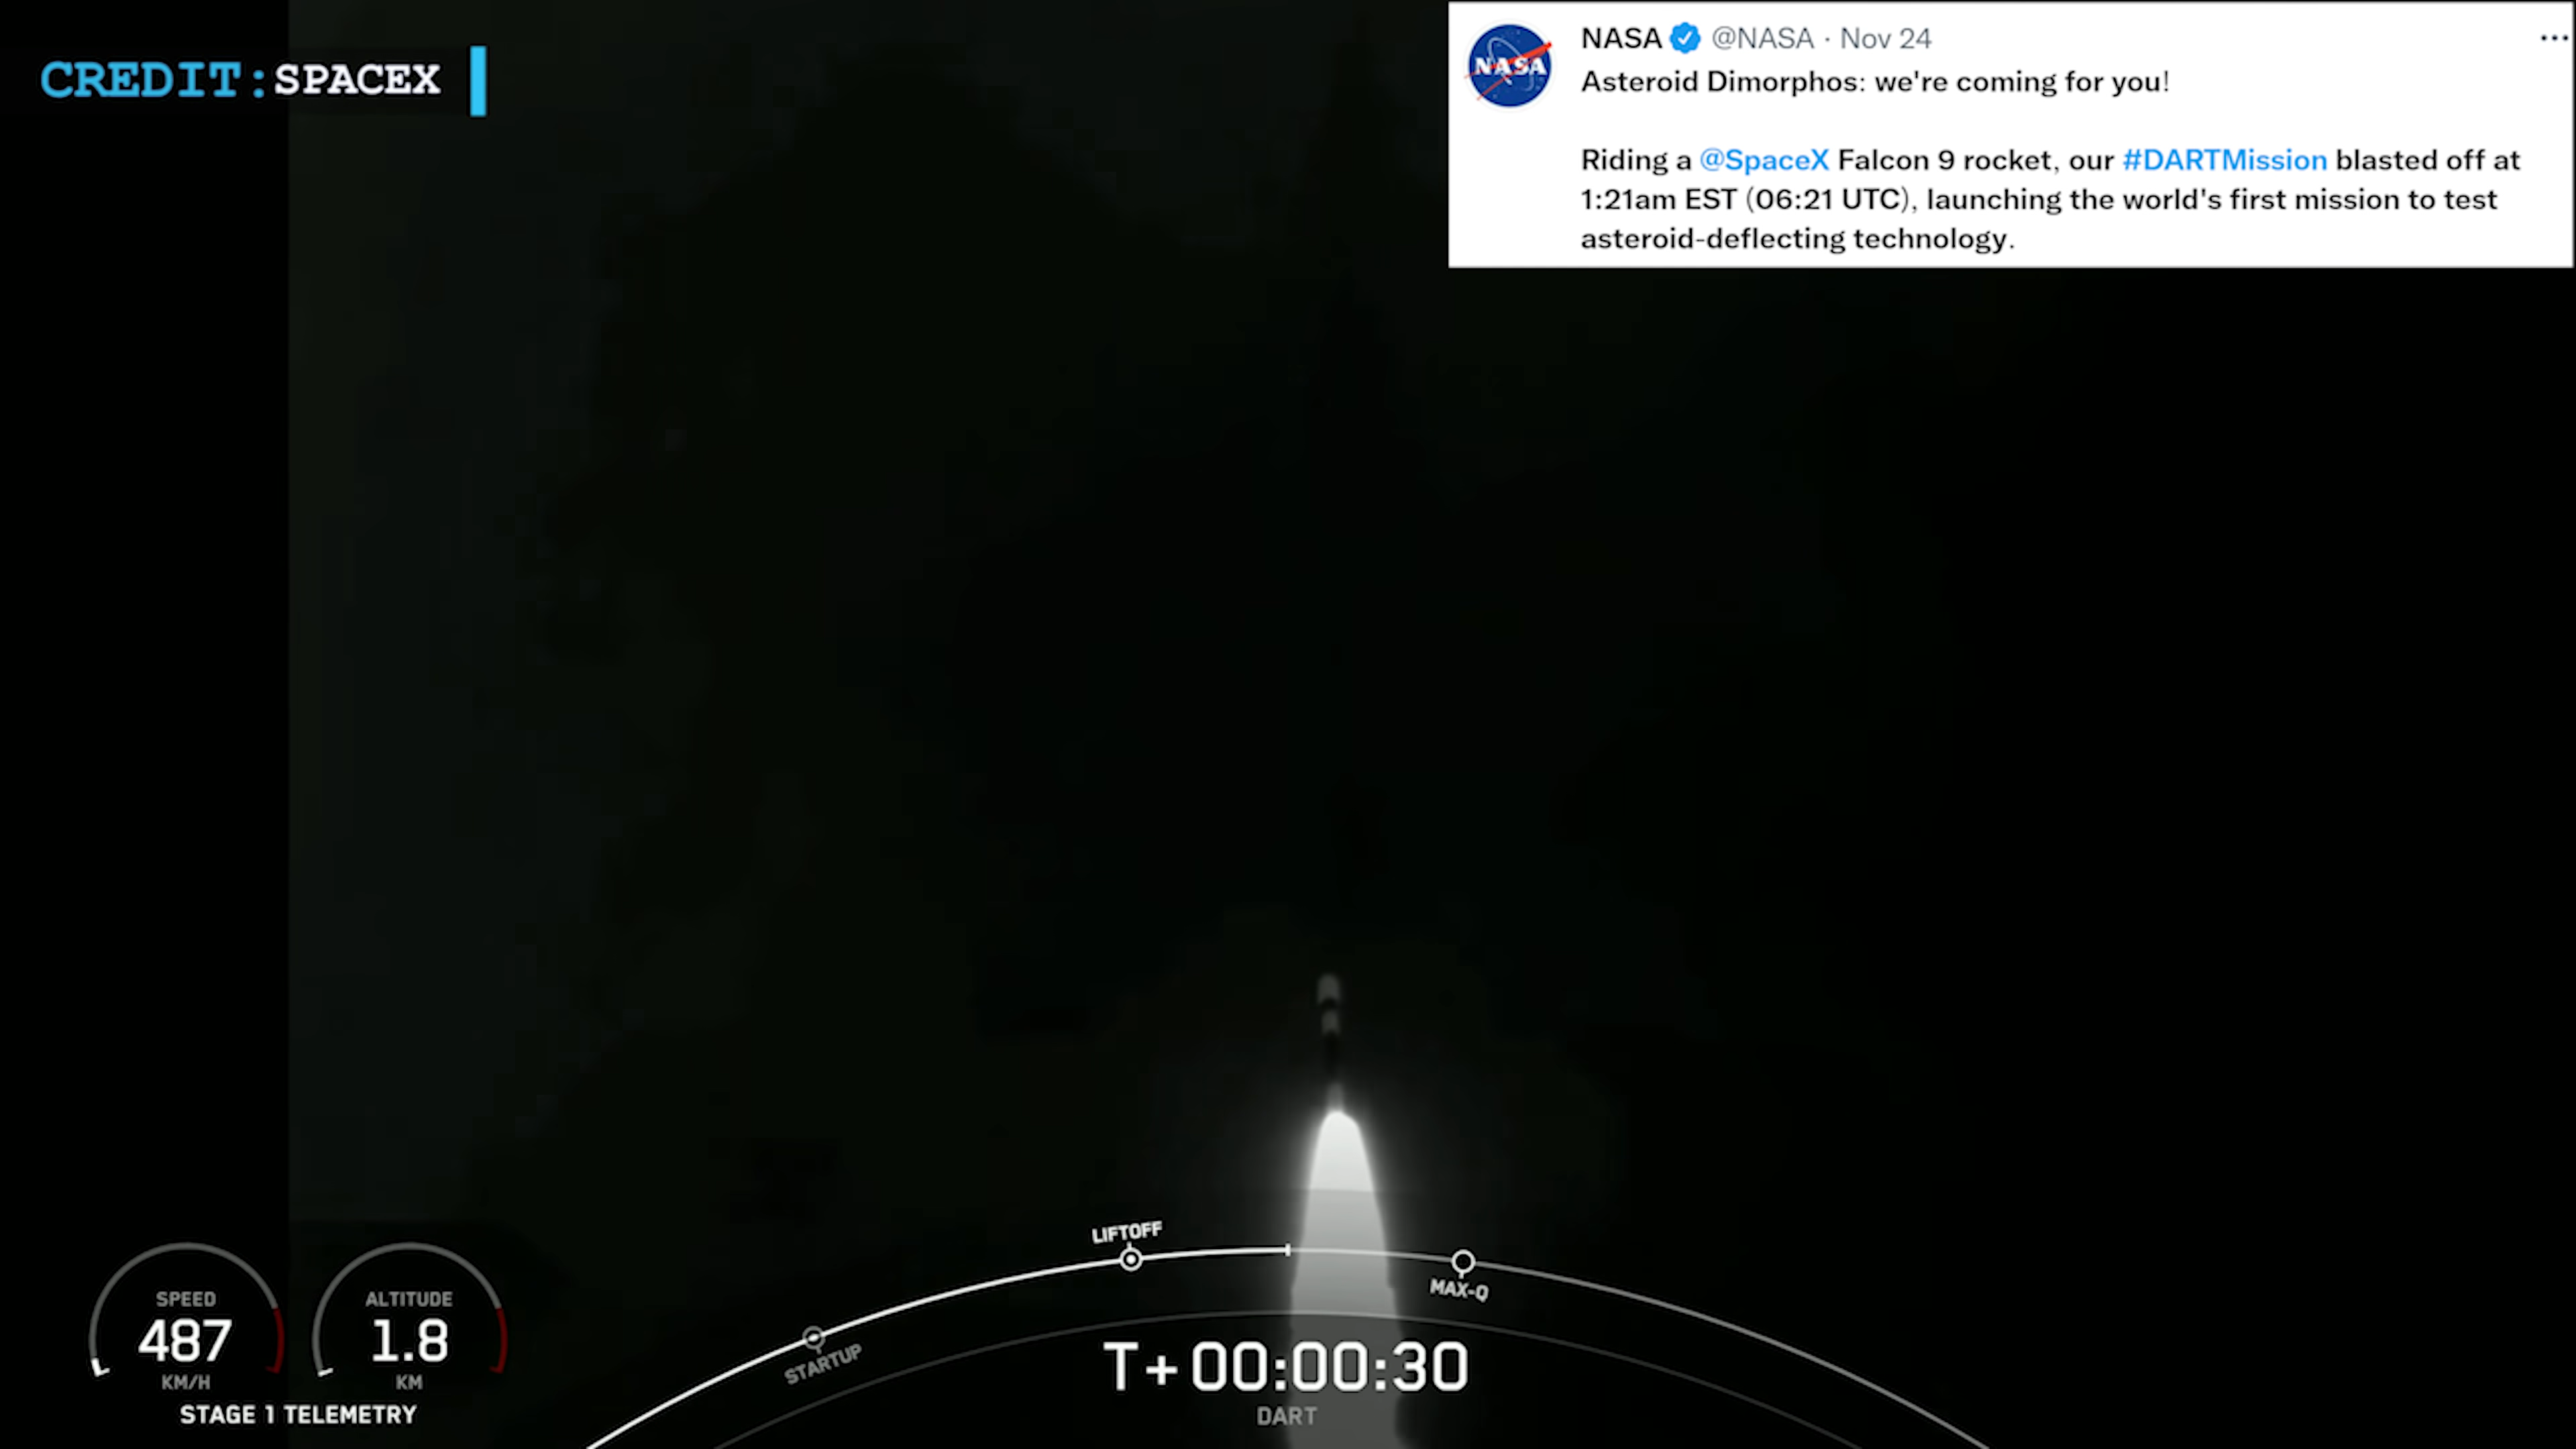 CREDIT:SPACEX
NASA @NASA · Nov 24
Asteroid Dimorphos: we're coming for you!
Riding a @SpaceX Falcon 9 rocket, our #DARTMission blasted off at
1:21am EST (06:21 UTC), launching the world's first mission to test
asteroid-deflecting technology.
NASA
LIFTOFF
MAX-Q
STARTUP
SPEED
487
KM/H
ALTITUDE
1.8
KM
STAGE 1 TELEMETRY
T+00:00:30
DART